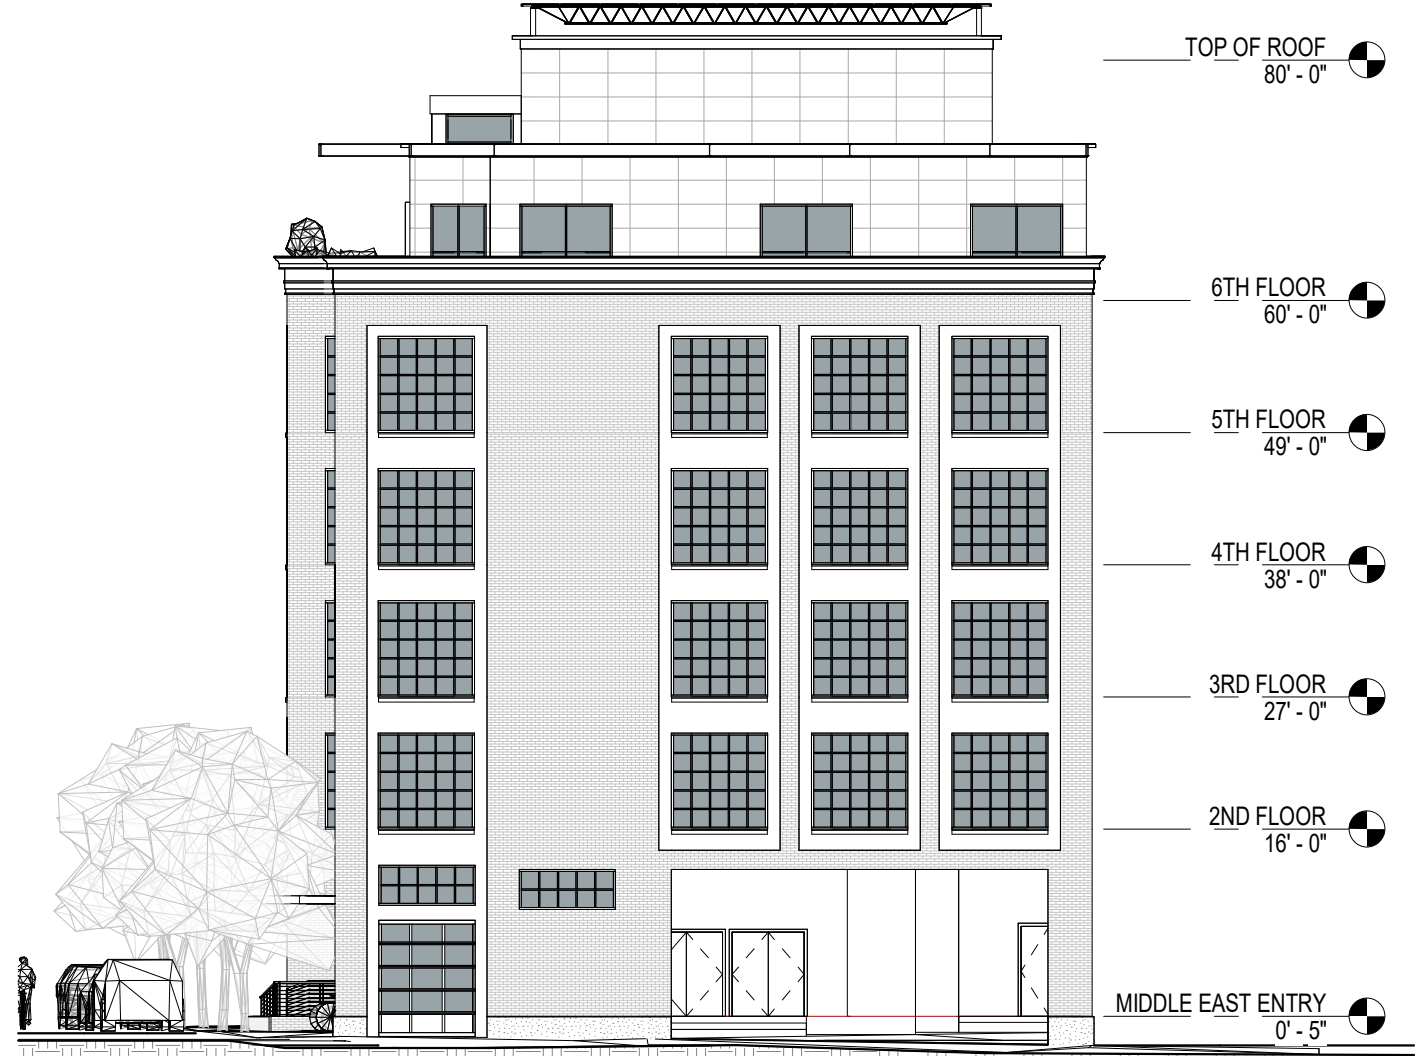 TOP OF ROOF
80' - 0"
6TH FLOOR
60' - 0"
5TH FLOOR
49' - 0"
4TH FLOOR
38' - 0"
3RD FLOOR
27' - 0"
2ND FLOOR
16' - 0"
MIDDLE EAST ENTRY
0' - 5"